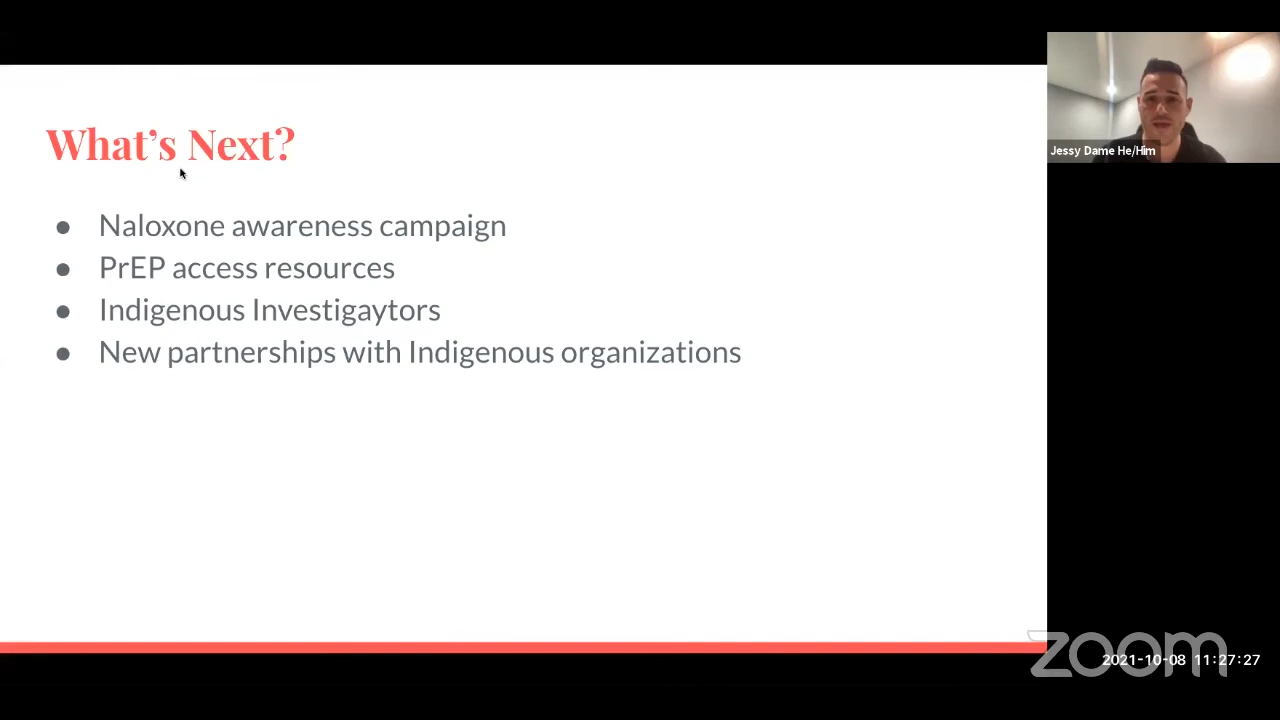 What's Next?
● Naloxone awareness campaign
● PrEP access resources
● Indigenous Investigaytors
● New partnerships with Indigenous organizations
Jessy Dame He/Him
zoom
2021-10-08 11:27:27